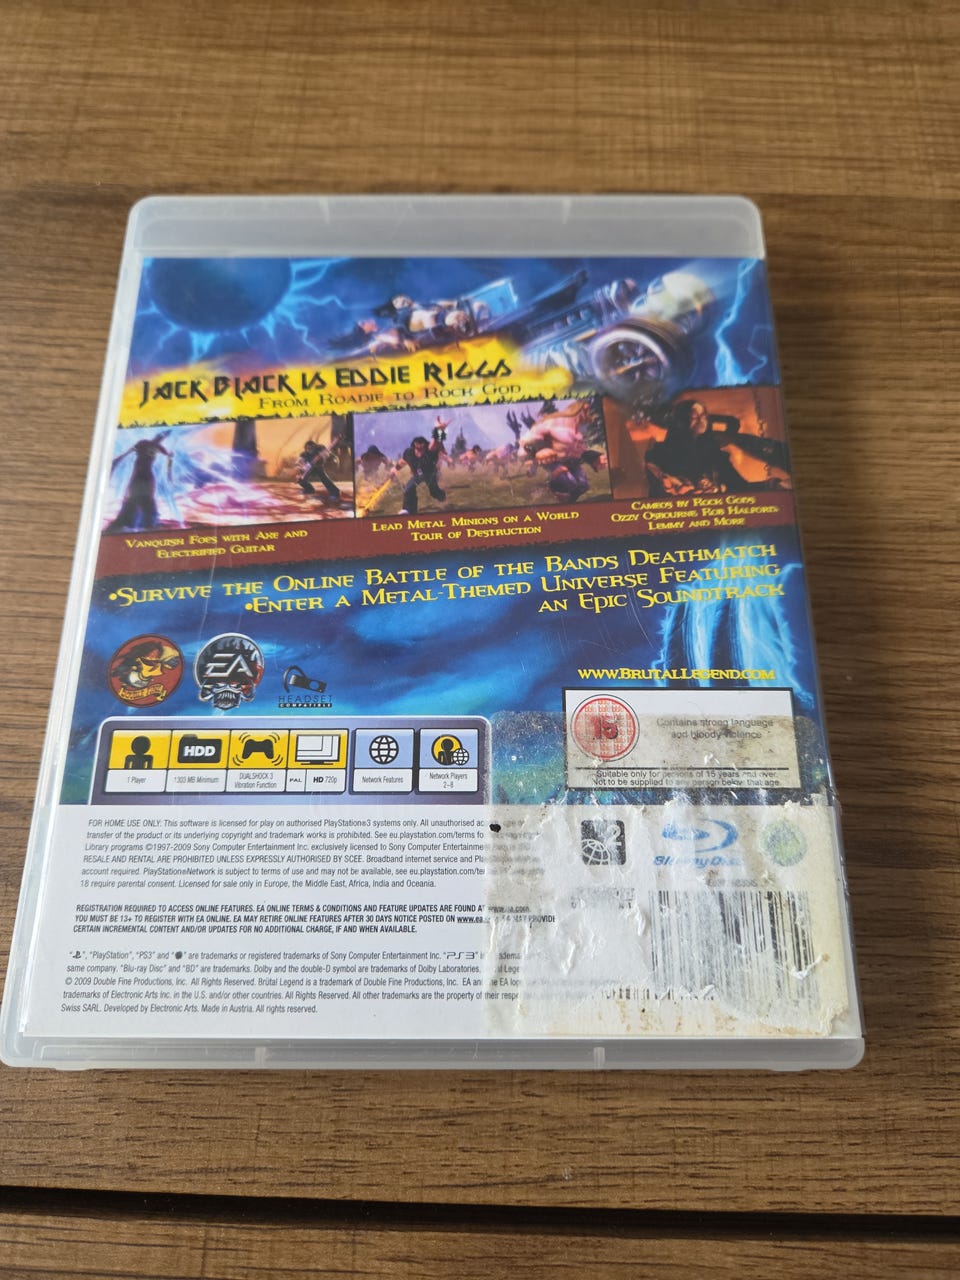 JACK BLACK IS EDDIE RIGGS
FROM ROADIE TO ROCK GOD
VANQUISH FOES WITH AXE AND
ELECTRIFIED GUITAR
LEAD METAL MINIONS ON A WORLD
TOUR OF DESTRUCTION
CAMEOS BY ROCK GODS
OZZY OSBOURNE, ROB HALFORD,
LEMMY AND MORE
•SURVIVE THE ONLINE BATTLE OF THE BANDS DEATHMATCH
•ENTER A METAL-THEMED UNIVERSE FEATURING
AN EPIC SOUNDTRACK
EA
HEADSET
COMPATIBLE
WWW.BRUTALLEGEND.COM
15
Contains strong language
and bloody violence
Suitable only for persons of 15 years and over.
Not to be supplied to any person below that age.
HDD
1 Player
1303 MB Minimum
DUALSHOCK 3
Vibration Function
PAL
HD 720p
Network Features
Network Players
2–8
FOR HOME USE ONLY: This software is licensed for play on authorised PlayStation®3 systems only. All unauthorised
transfer of the product or its underlying copyright and trademark works is prohibited. See eu.playstation.com/terms fo
Library programs ©1997-2009 Sony Computer Entertainment Inc. exclusively licensed to Sony Computer Entertainment
RESALE AND RENTAL ARE PROHIBITED UNLESS EXPRESSLY AUTHORISED BY SCEE. Broadband internet service and
account required. PlayStation®Network is subject to terms of use and may not be available, see eu.playstation.com/te
18 require parental consent. Licensed for sale only in Europe, the Middle East, Africa, India and Oceania.
REGISTRATION REQUIRED TO ACCESS ONLINE FEATURES. EA ONLINE TERMS & CONDITIONS AND FEATURE UPDATES ARE FOUND AT
YOU MUST BE 13+ TO REGISTER WITH EA ONLINE. EA MAY RETIRE ONLINE FEATURES AFTER 30 DAYS NOTICE POSTED ON www.ea. EA MAY PROVIDE
CERTAIN INCREMENTAL CONTENT AND/OR UPDATES FOR NO ADDITIONAL CHARGE, IF AND WHEN AVAILABLE.
"PlayStation", "PS3" and are trademarks or registered trademarks of Sony Computer Entertainment Inc. "PS3"
same company. "Blu-ray Disc" and "BD" are trademarks. Dolby and the double-D symbol are trademarks of Dolby Laboratories.
© 2009 Double Fine Productions, Inc. All Rights Reserved. Brütal Legend is a trademark of Double Fine Productions, Inc. EA and the EA
trademarks of Electronic Arts Inc. in the U.S. and/or other countries. All Rights Reserved. All other trademarks are the property of their
Swiss SARL. Developed by Electronic Arts. Made in Austria. All rights reserved.
2
Blu-ray Disc